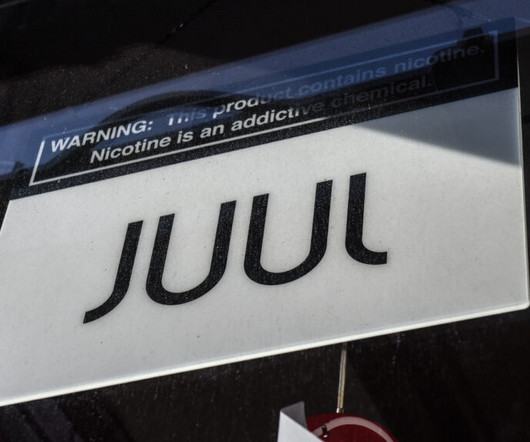 WARNING: This product contains nicotine.
Nicotine is an addictive chemical.
JUUL